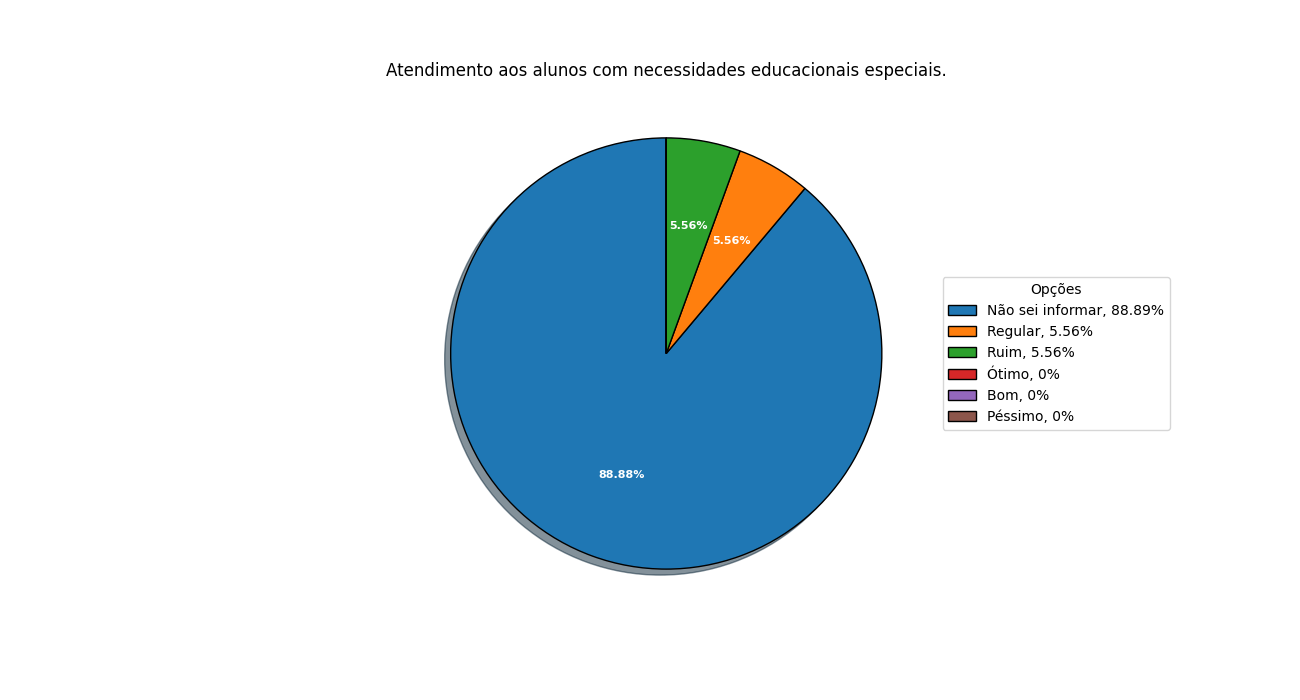 Atendimento aos alunos com necessidades educacionais especiais.
5.56%
5.56%
88.88%
Opções
Não sei informar, 88.89%
Regular, 5.56%
Ruim, 5.56%
Ótimo, 0%
Bom, 0%
Péssimo, 0%